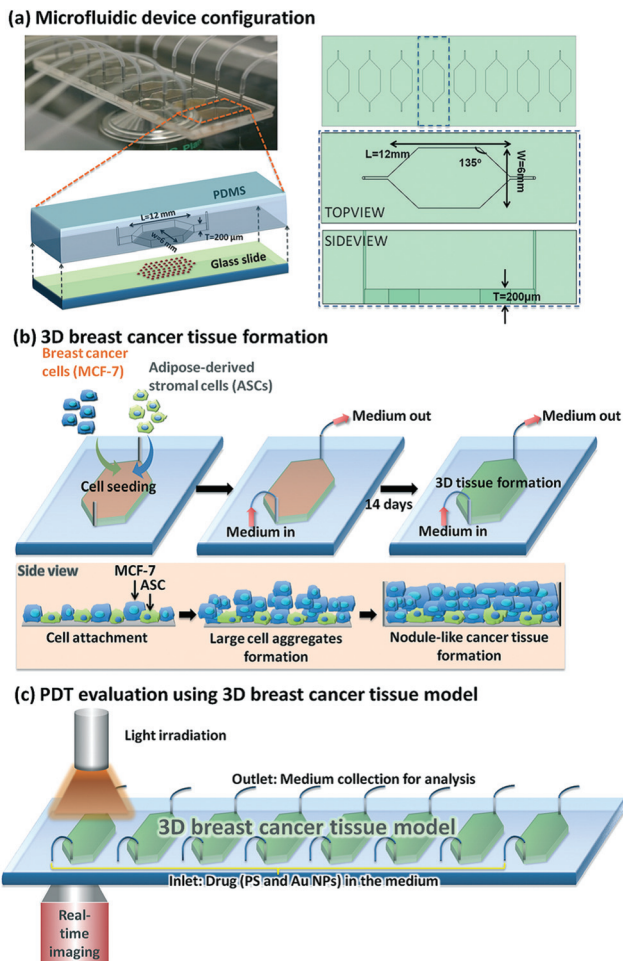 (a) Microfluidic device configuration
PDMS
L=12 mm
w=6 mm
T=200 μm
Glass slide
L=12mm
135º
W=6mm
TOPVIEW
SIDEVIEW
T=200μm
(b) 3D breast cancer tissue formation
Breast cancer
cells (MCF-7)
Adipose-derived
stromal cells (ASCs)
Cell seeding
Medium out
Medium in
14 days
Medium out
3D tissue formation
Medium in
Side view
MCF-7
ASC
Cell attachment
Large cell aggregates
formation
Nodule-like cancer tissue
formation
(c) PDT evaluation using 3D breast cancer tissue model
Light irradiation
Outlet: Medium collection for analysis
3D breast cancer tissue model
Inlet: Drug (PS and Au NPs) in the medium
Real-
time
imaging